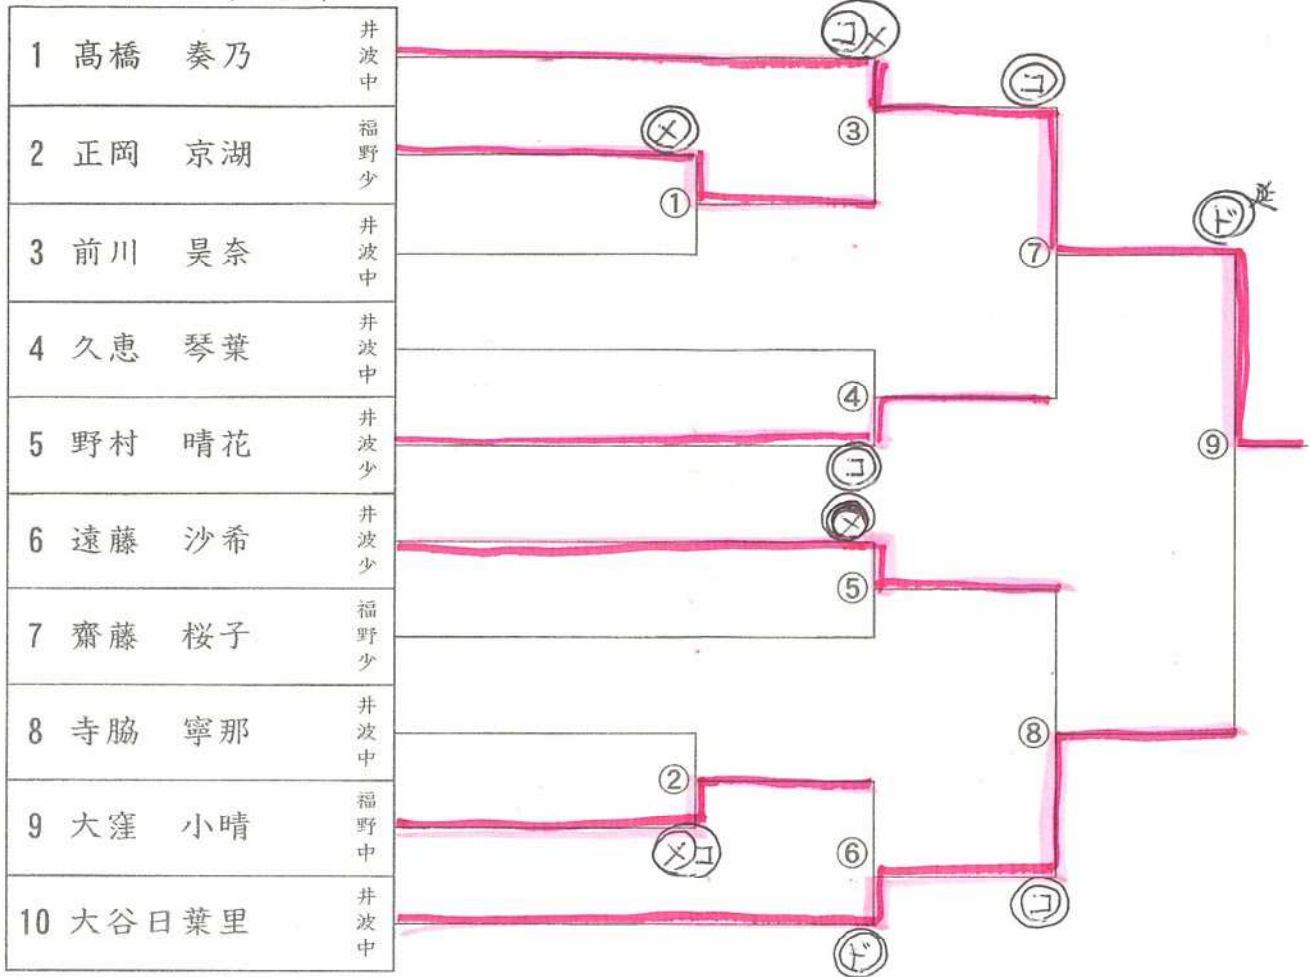 1 髙橋 奏乃 井波中
2 正岡 京湖 福野少
3 前川 昊奈 井波中
4 久恵 琴葉 井波中
5 野村 晴花 井波少
6 遠藤 沙希 井波少
7 齋藤 桜子 福野少
8 寺脇 寧那 井波中
9 大窪 小晴 福野中
10 大谷日葉里 井波中
メ
①
メコ
②
コメ
③
④
コ
メ
⑤
⑥
ド
コ
⑦
⑧
コ
ド 延
⑨